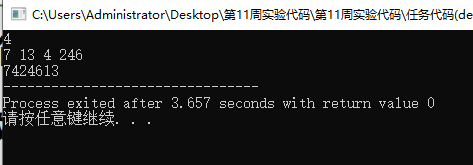 C:\Users\Administrator\Desktop\第11周实验代码\第11周实验代码\任务代码(de
4
7 13 4 246
7424613
--------------------------------
Process exited after 3.657 seconds with return value 0
请按任意键继续. . .